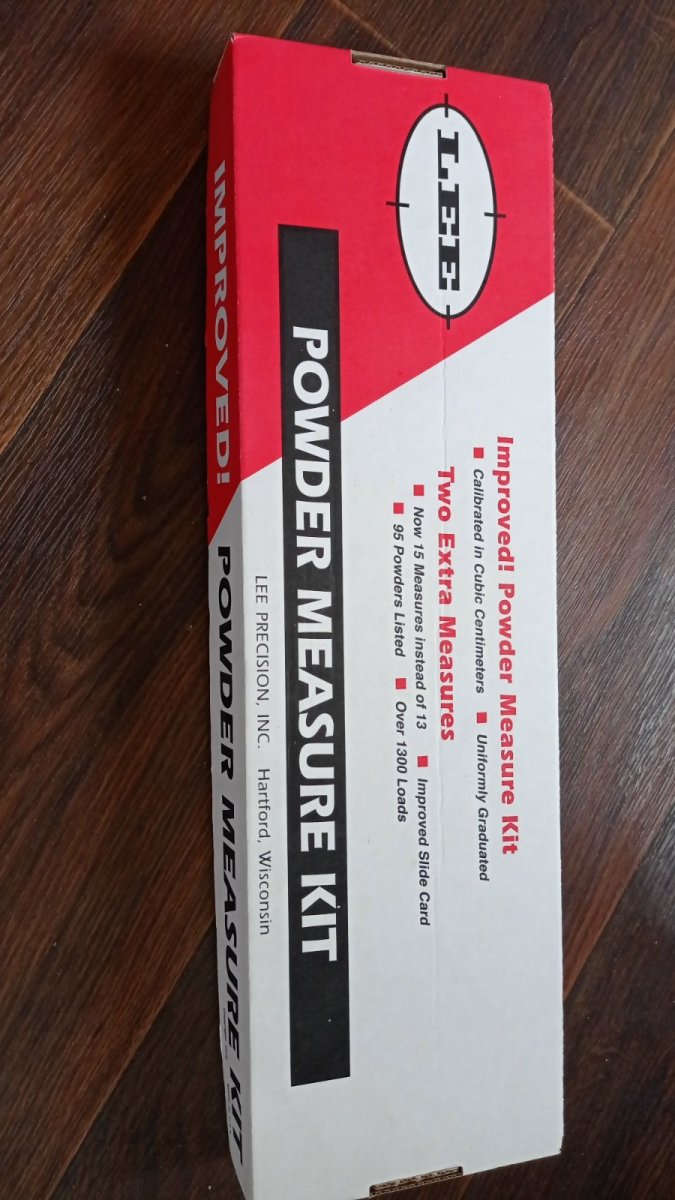 LEE
Improved! Powder Measure Kit
■ Calibrated in Cubic Centimeters ■ Uniformly Graduated
Two Extra Measures
■ Now 15 Measures instead of 13 ■ Improved Slide Card
■ 95 Powders Listed ■ Over 1300 Loads
POWDER MEASURE KIT
LEE PRECISION, INC. Hartford, Wisconsin
IMPROVED! POWDER MEASURE KIT